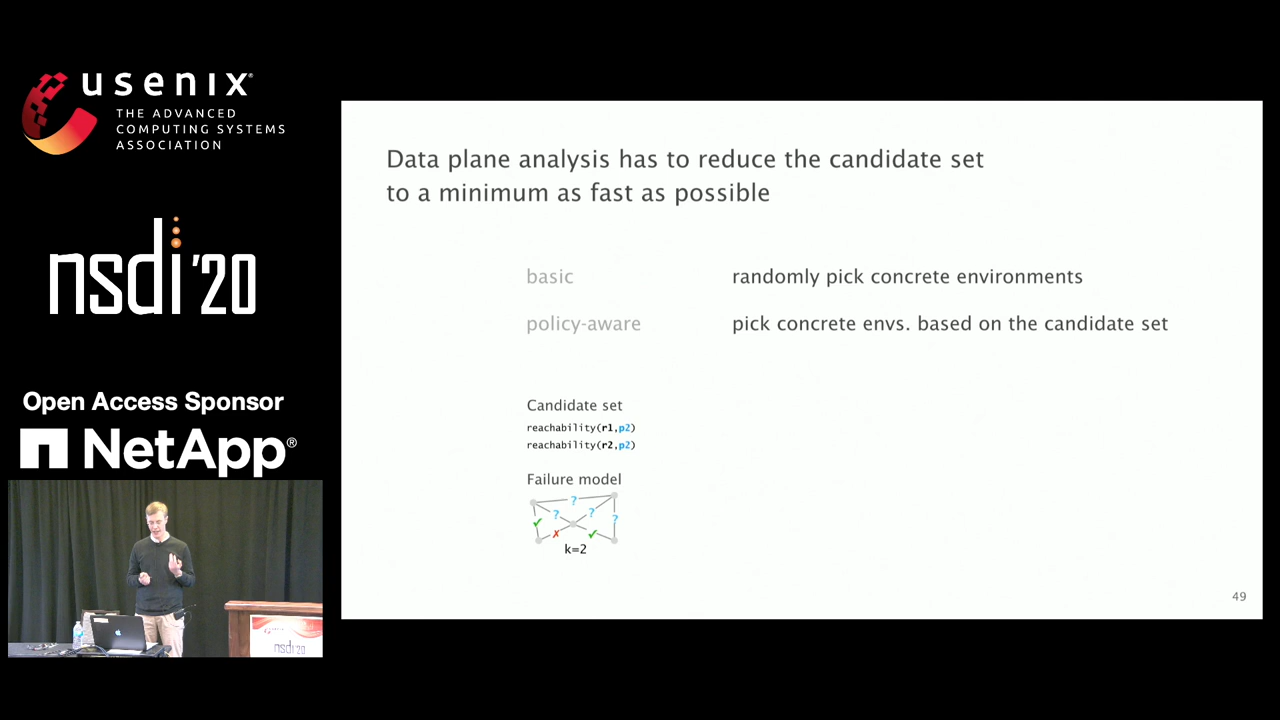 usenix®
THE ADVANCED
COMPUTING SYSTEMS
ASSOCIATION
nsdi '20
Open Access Sponsor
NetApp®
nsdi '20
Data plane analysis has to reduce the candidate set
to a minimum as fast as possible
basic randomly pick concrete environments
policy-aware pick concrete envs. based on the candidate set
Candidate set
reachability(r1,p2)
reachability(r2,p2)
Failure model
? ? ? ?
✓ ✗ ✓
k=2
49